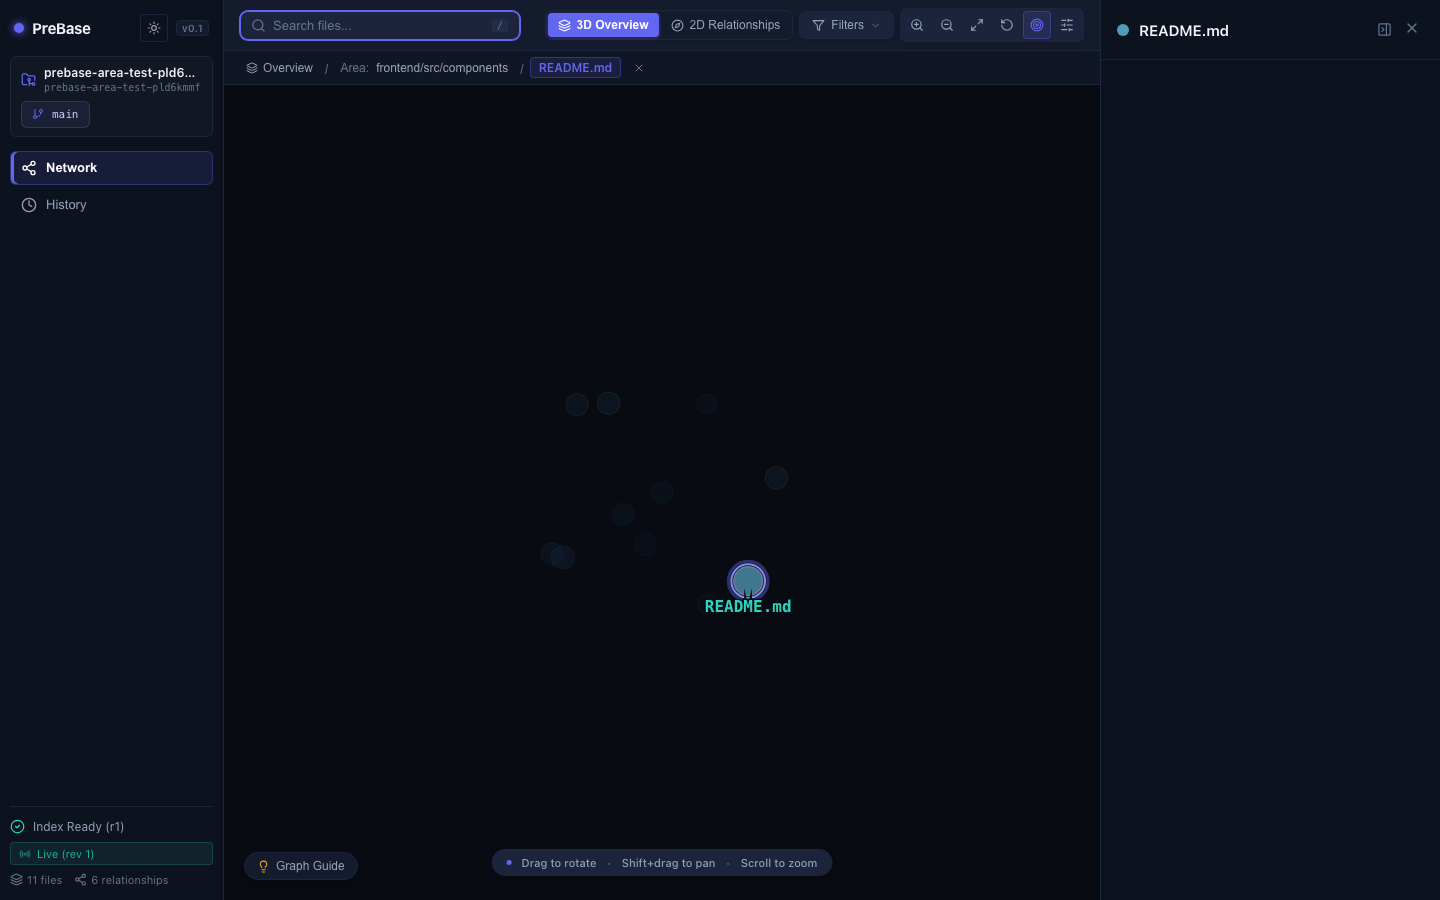 PreBase
v0.1
prebase-area-test-pld6...
prebase-area-test-pld6kmmf
main
Network
History
Index Ready (r1)
Live (rev 1)
11 files
6 relationships
Search files...
/
3D Overview
2D Relationships
Filters
Overview / Area: frontend/src/components / README.md
README.md
Graph Guide
Drag to rotate · Shift+drag to pan · Scroll to zoom
README.md